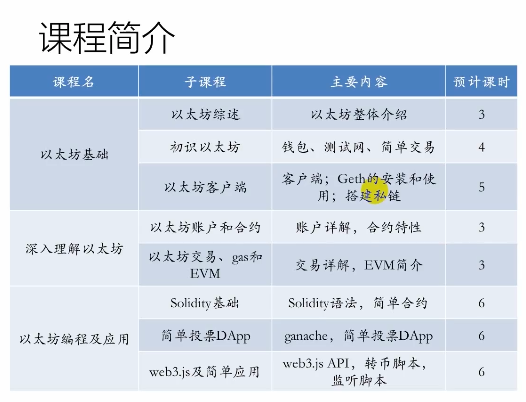 课程简介
课程名 子课程 主要内容 预计课时
以太坊基础
以太坊综述 以太坊整体介绍 3
初识以太坊 钱包、测试网、简单交易 4
以太坊客户端 客户端；Geth的安装和使
用；搭建私链 5
深入理解以太坊
以太坊账户和合约 账户详解，合约特性 3
以太坊交易、gas和
EVM 交易详解，EVM简介 3
以太坊编程及应用
Solidity基础 Solidity语法，简单合约 6
简单投票DApp ganache，简单投票DApp 6
web3.js及简单应用 web3.js API，转币脚本，
监听脚本 6